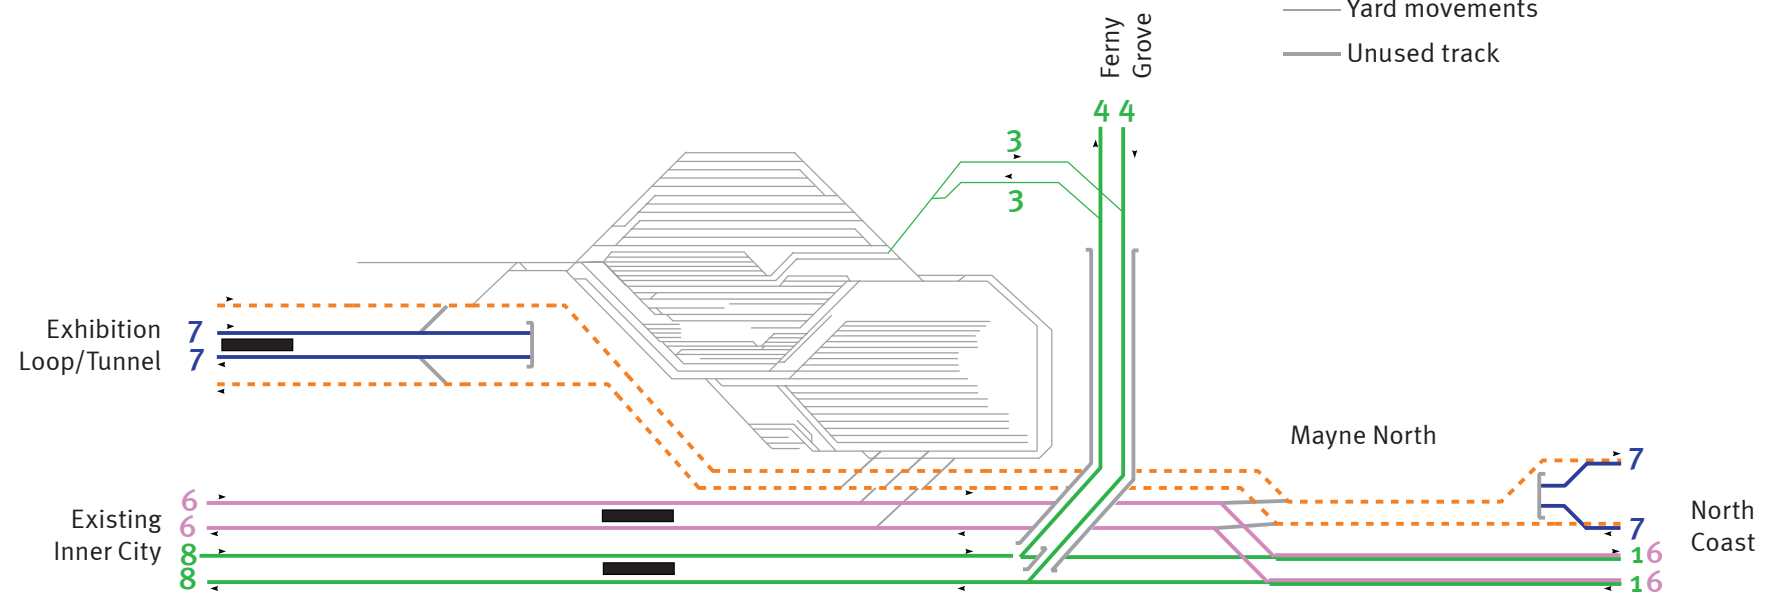 Yard movements
Unused track
Ferny
Grove
4 4
3
3
Exhibition
Loop/Tunnel
7
7
Mayne North
7
7
North
Coast
6
6
Existing
Inner City
8
8
16
16